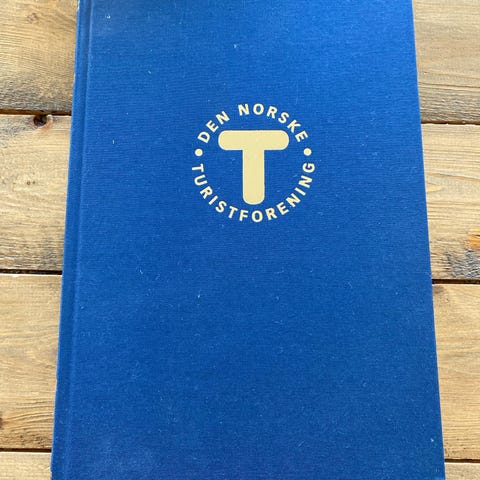 • DEN NORSKE •
TURISTFORENING
T